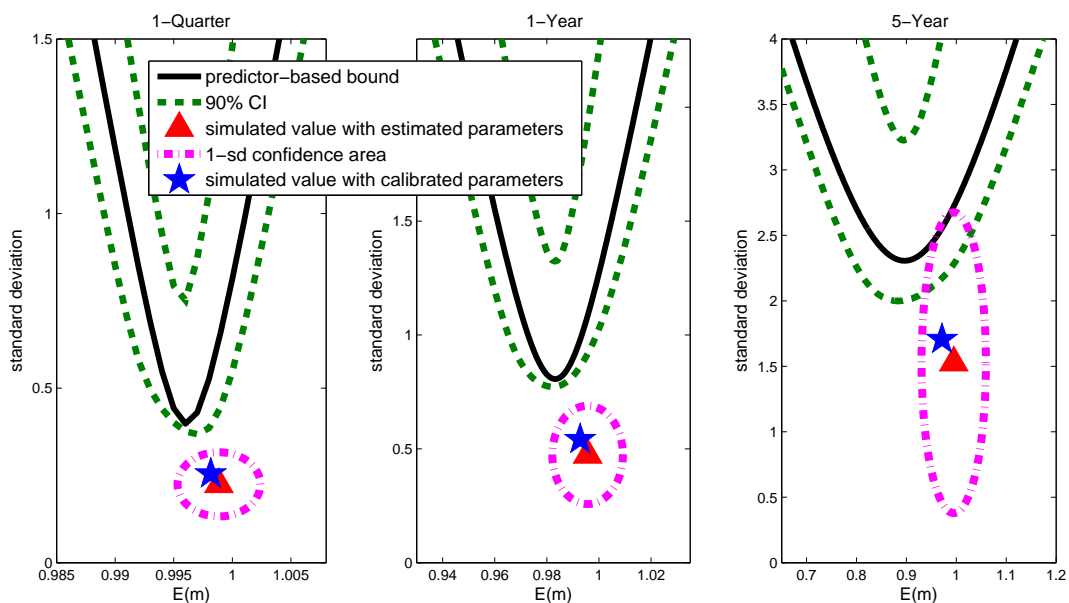 1−Quarter
1−Year
5−Year
predictor−based bound
90% CI
simulated value with estimated parameters
1−sd confidence area
simulated value with calibrated parameters
standard deviation
1.5
1
0.5
0
0.985
0.99
0.995
1
1.005
E(m)
standard deviation
2
1.5
1
0.5
0
0.94
0.96
0.98
1
1.02
E(m)
standard deviation
4
3.5
3
2.5
2
1.5
1
0.5
0
0.7
0.8
0.9
1
1.1
1.2
E(m)